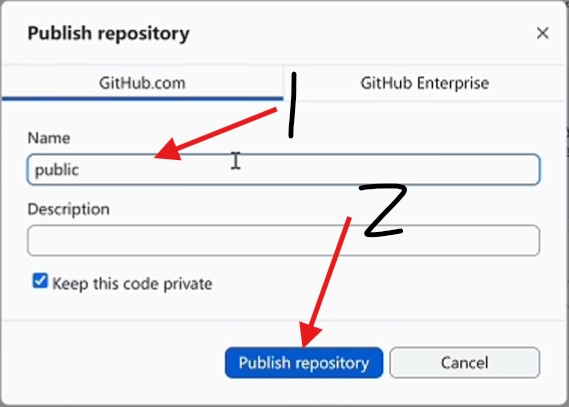 Publish repository
GitHub.com
GitHub Enterprise
1
Name
public
Description
2
Keep this code private
Publish repository
Cancel